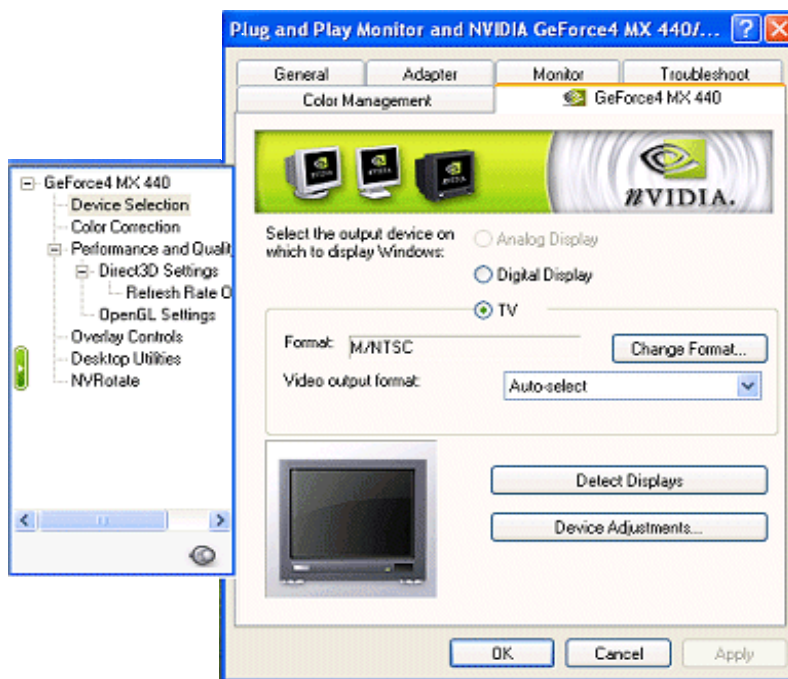 Plug and Play Monitor and NVIDIA GeForce4 MX 440/...
General Adapter Monitor Troubleshoot
Color Management GeForce4 MX 440
nVIDIA.
GeForce4 MX 440
Device Selection
Color Correction
Performance and Qualit
Direct3D Settings
Refresh Rate O
OpenGL Settings
Overlay Controls
Desktop Utilities
NVRotate
Select the output device on
which to display Windows:
Analog Display
Digital Display
TV
Format: M/NTSC
Change Format...
Video output format:
Auto-select
Detect Displays
Device Adjustments...
OK Cancel Apply